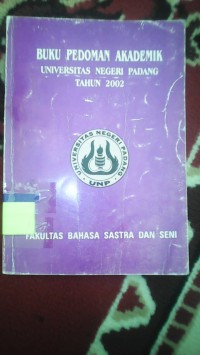 BUKU PEDOMAN AKADEMIK
UNIVERSITAS NEGERI PADANG
TAHUN 2002
UNIVERSITAS NEGERI PADANG
UNP
FAKULTAS BAHASA SASTRA DAN SENI